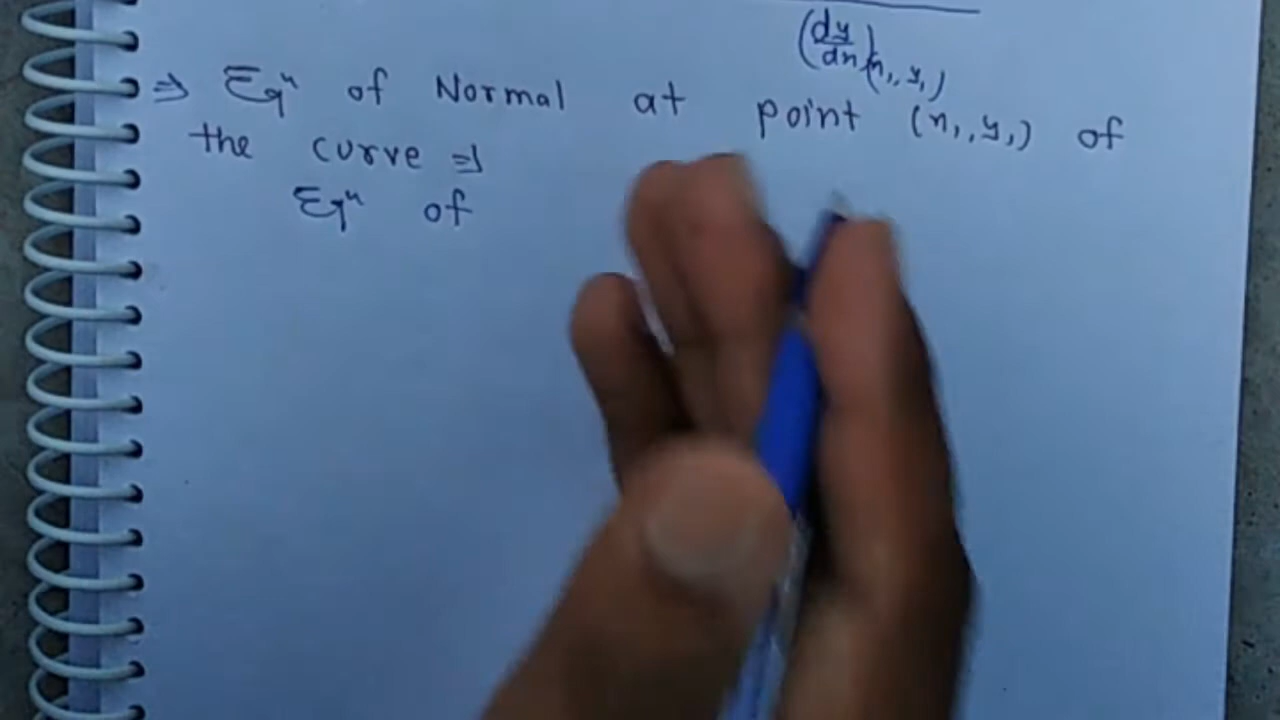 (dy/dx)(x₁, y₁)
⇒ Eqⁿ of Normal at point (x₁, y₁) of
the curve ⇒
Eqⁿ of